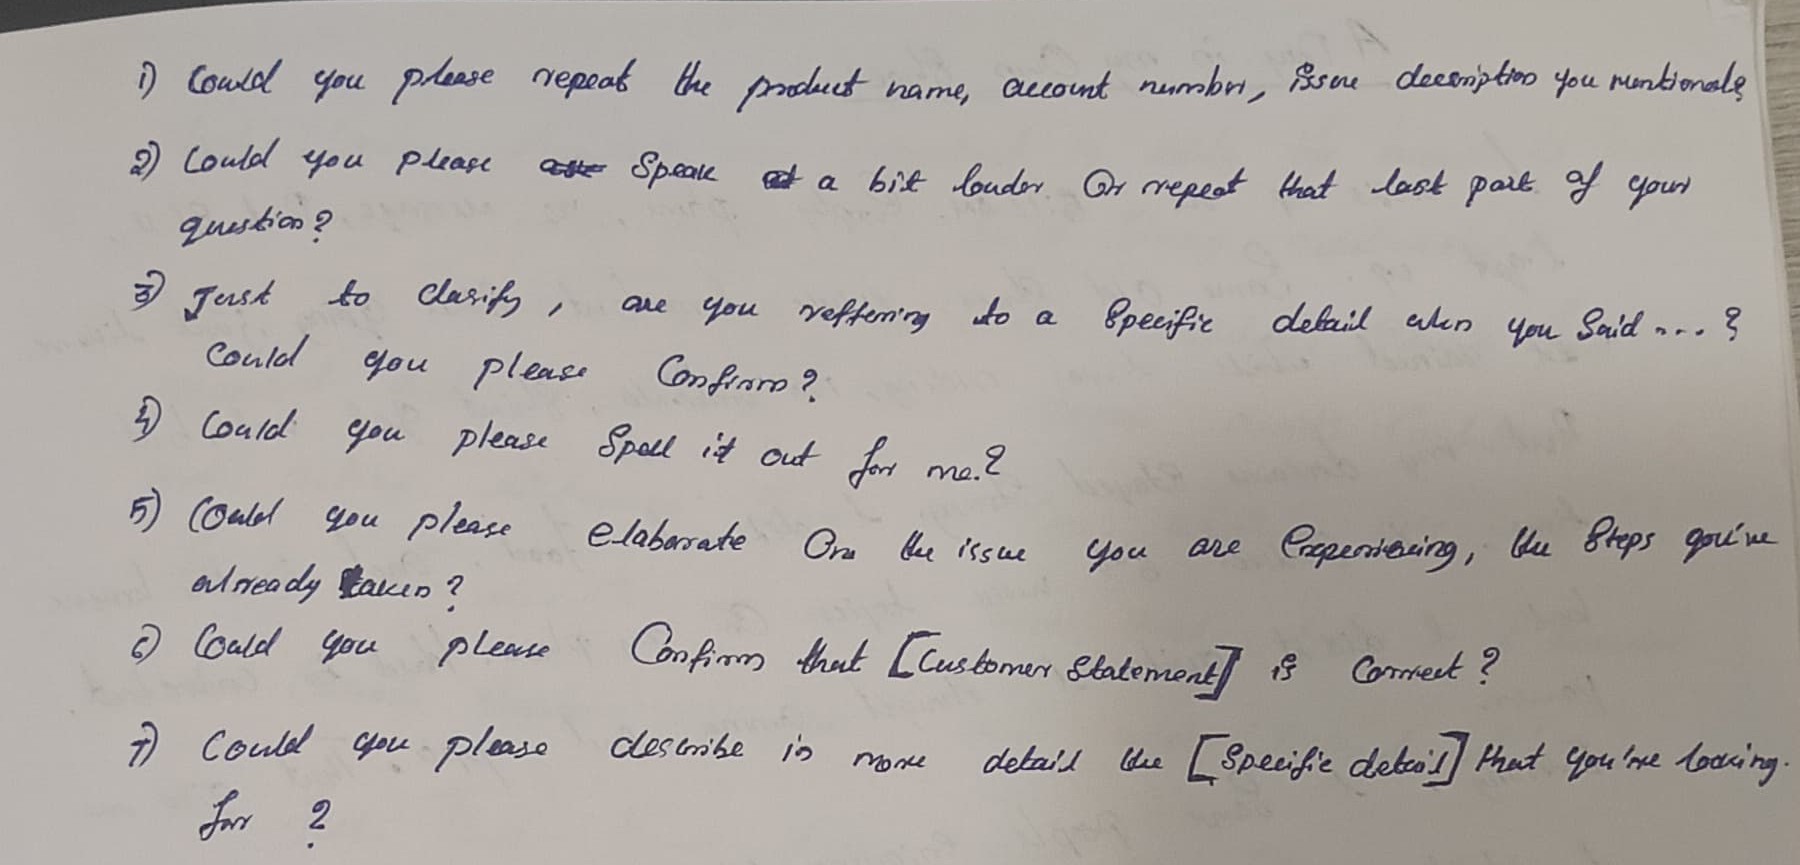 1) Could you please repeat the product name, account number, issue description you mentioned?
2) Could you please speak a bit louder Or repeat that last part of your
question?
3) Just to clarify, are you reffering to a specific detail when you said ....?
Could you please Confirm?
4) Could you please Spell it out for me.?
5) Could you please elaborate On the issue you are Experiencing, the steps you've
already taken?
6) Could you please Confirm that [Customer Statement] is Correct?
7) Could you please describe in more detail the [Specific detail] that you're looking.
for ?